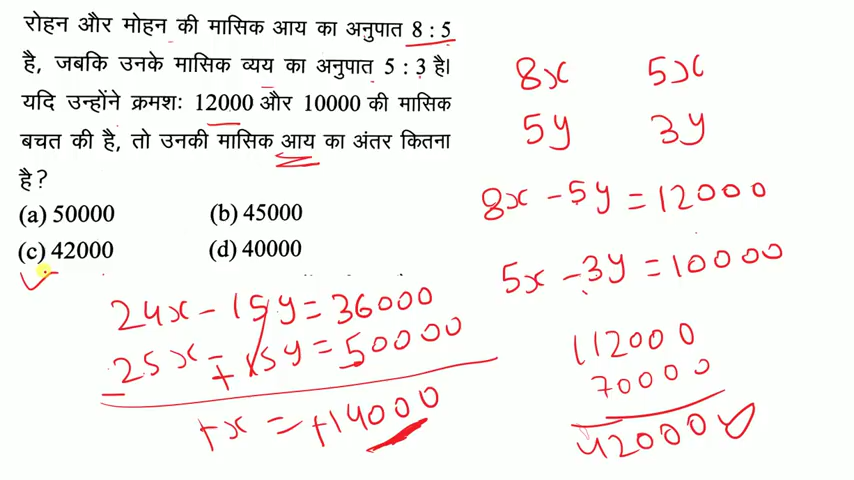 रोहन और मोहन की मासिक आय का अनुपात 8 : 5
है, जबकि उनके मासिक व्यय का अनुपात 5 : 3 है।
यदि उन्होंने क्रमशः 12000 और 10000 की मासिक
बचत की है, तो उनकी मासिक आय का अंतर कितना
है?
(a) 50000 (b) 45000
(c) 42000 (d) 40000
8x 5x
5y 3y
8x - 5y = 12000
5x - 3y = 10000
24x - 15y = 36000
25x - 15y = 50000
+x = +14000
112000
70000
42000